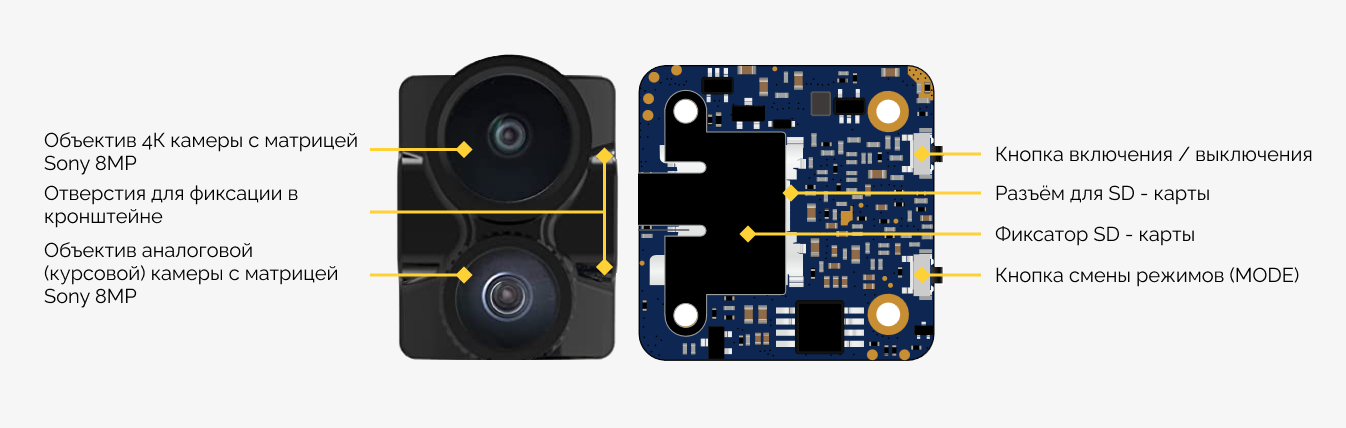 Объектив 4К камеры с матрицей
Sony 8MP
Отверстия для фиксации в
кронштейне
Объектив аналоговой
(курсовой) камеры с матрицей
Sony 8MP
Кнопка включения / выключения
Разъём для SD - карты
Фиксатор SD - карты
Кнопка смены режимов (MODE)